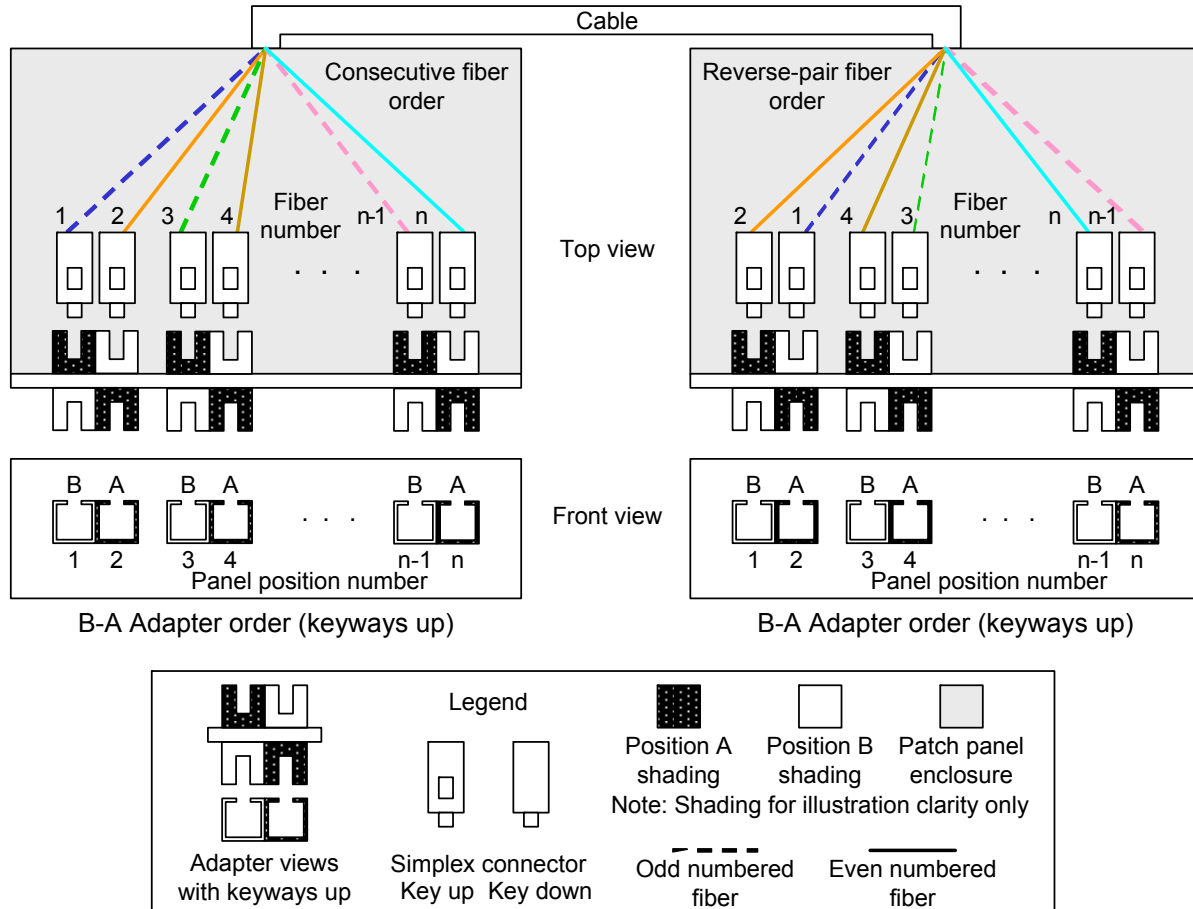 Cable
Consecutive fiber
order
Reverse-pair fiber
order
1 2 3 4 Fiber
number n-1 n
2 1 4 3 Fiber
number n n-1
. . .
Top view
. . .
B A B A . . . B A
1 2 3 4 n-1 n
Panel position number
Front view
B A B A . . . B A
1 2 3 4 n-1 n
Panel position number
B-A Adapter order (keyways up)
B-A Adapter order (keyways up)
Legend
Adapter views
with keyways up
Simplex connector
Key up Key down
Position A
shading
Position B
shading
Patch panel
enclosure
Note: Shading for illustration clarity only
Odd numbered
fiber
Even numbered
fiber